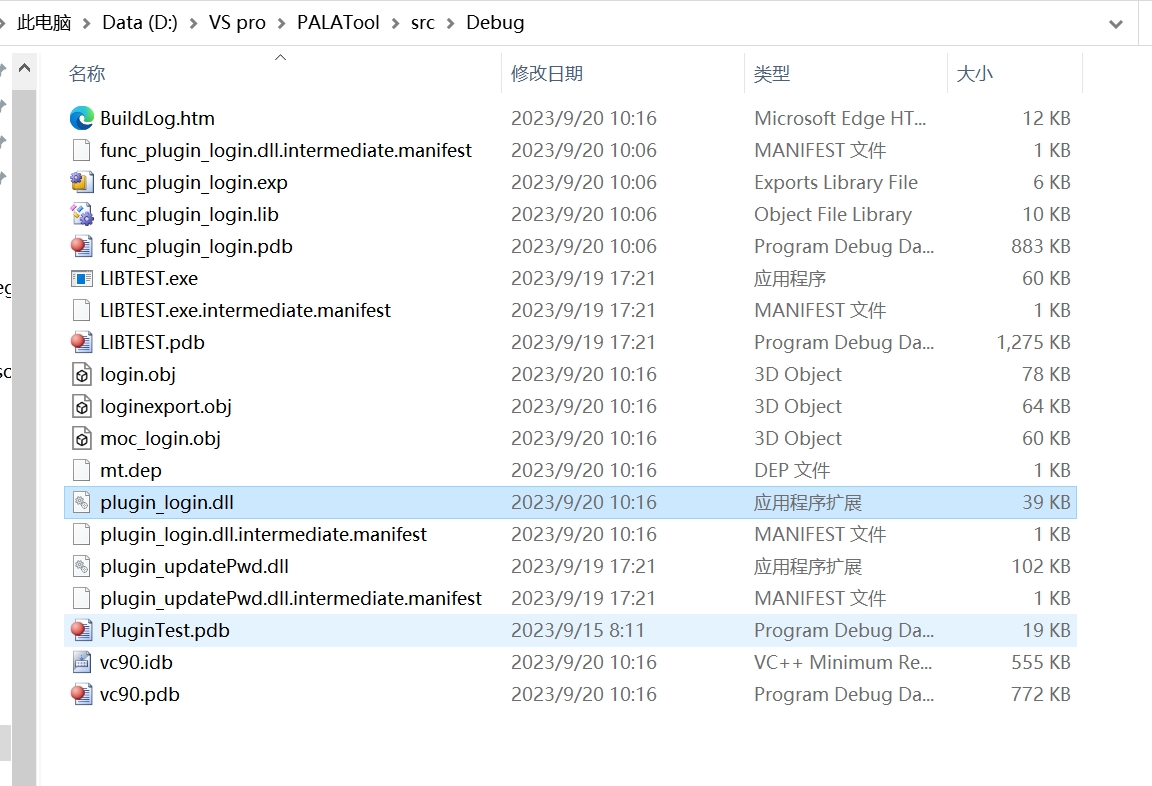 此电脑 > Data (D:) > VS pro > PALATool > src > Debug
名称 修改日期 类型 大小
BuildLog.htm 2023/9/20 10:16 Microsoft Edge HT... 12 KB
func_plugin_login.dll.intermediate.manifest 2023/9/20 10:06 MANIFEST 文件 1 KB
func_plugin_login.exp 2023/9/20 10:06 Exports Library File 6 KB
func_plugin_login.lib 2023/9/20 10:06 Object File Library 10 KB
func_plugin_login.pdb 2023/9/20 10:06 Program Debug Da... 883 KB
LIBTEST.exe 2023/9/19 17:21 应用程序 60 KB
LIBTEST.exe.intermediate.manifest 2023/9/19 17:21 MANIFEST 文件 1 KB
LIBTEST.pdb 2023/9/19 17:21 Program Debug Da... 1,275 KB
login.obj 2023/9/20 10:16 3D Object 78 KB
loginexport.obj 2023/9/20 10:16 3D Object 64 KB
moc_login.obj 2023/9/20 10:16 3D Object 60 KB
mt.dep 2023/9/20 10:16 DEP 文件 1 KB
plugin_login.dll 2023/9/20 10:16 应用程序扩展 39 KB
plugin_login.dll.intermediate.manifest 2023/9/20 10:16 MANIFEST 文件 1 KB
plugin_updatePwd.dll 2023/9/19 17:21 应用程序扩展 102 KB
plugin_updatePwd.dll.intermediate.manifest 2023/9/19 17:21 MANIFEST 文件 1 KB
PluginTest.pdb 2023/9/15 8:11 Program Debug Da... 19 KB
vc90.idb 2023/9/20 10:16 VC++ Minimum Re... 555 KB
vc90.pdb 2023/9/20 10:16 Program Debug Da... 772 KB